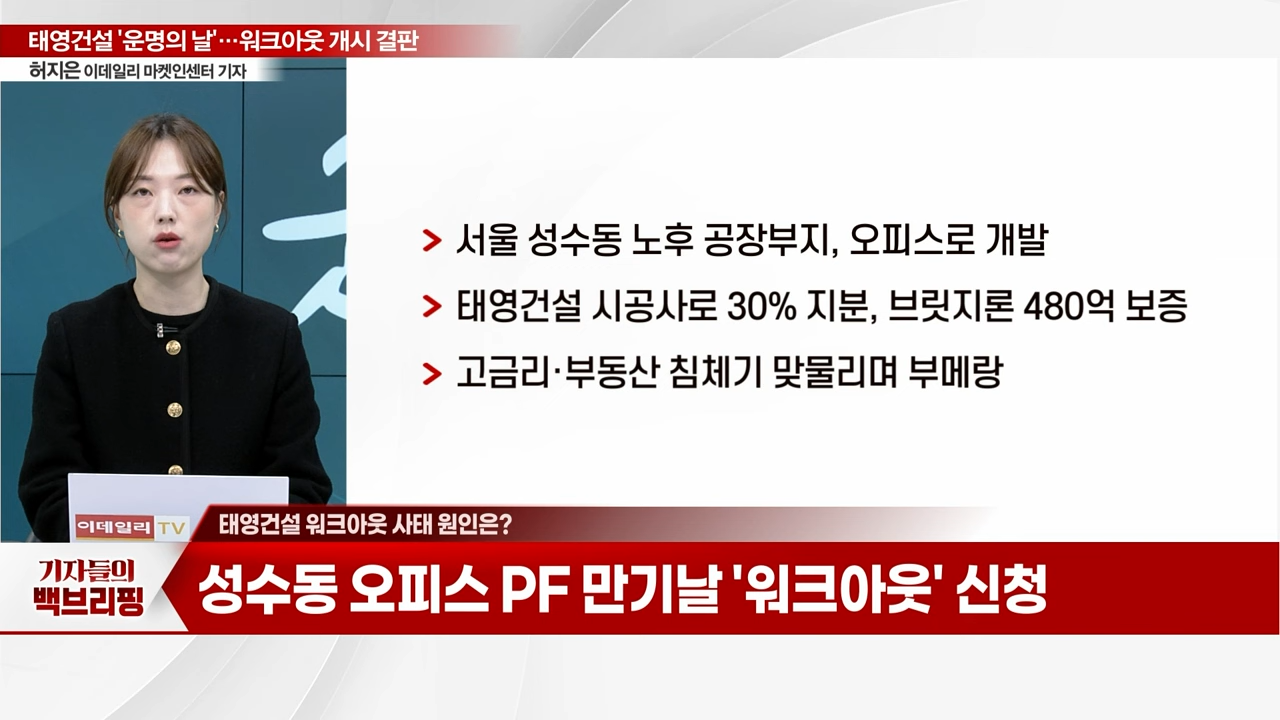 태영건설 '운명의 날'…워크아웃 개시 결판
허지은 이데일리 마켓인센터 기자
> 서울 성수동 노후 공장부지, 오피스로 개발
> 태영건설 시공사로 30% 지분, 브릿지론 480억 보증
> 고금리·부동산 침체기 맞물리며 부메랑
이데일리 TV
태영건설 워크아웃 사태 원인은?
기자들의
백브리핑
성수동 오피스 PF 만기날 '워크아웃' 신청